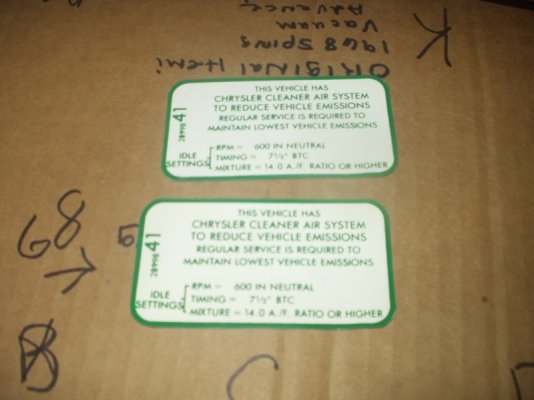 ORIGINAL HEMI
1968 SPINS
VACUUM
ADVANCE
K
THIS VEHICLE HAS
CHRYSLER CLEANER AIR SYSTEM
TO REDUCE VEHICLE EMISSIONS
REGULAR SERVICE IS REQUIRED TO
MAINTAIN LOWEST VEHICLE EMISSIONS
41
IDLE SETTINGS
RPM = 600 IN NEUTRAL
TIMING = 7½° BTC
MIXTURE = 14.0 A./F. RATIO OR HIGHER
THIS VEHICLE HAS
CHRYSLER CLEANER AIR SYSTEM
TO REDUCE VEHICLE EMISSIONS
REGULAR SERVICE IS REQUIRED TO
MAINTAIN LOWEST VEHICLE EMISSIONS
41
IDLE SETTINGS
RPM = 600 IN NEUTRAL
TIMING = 7½° BTC
MIXTURE = 14.0 A./F. RATIO OR HIGHER
68
B
C